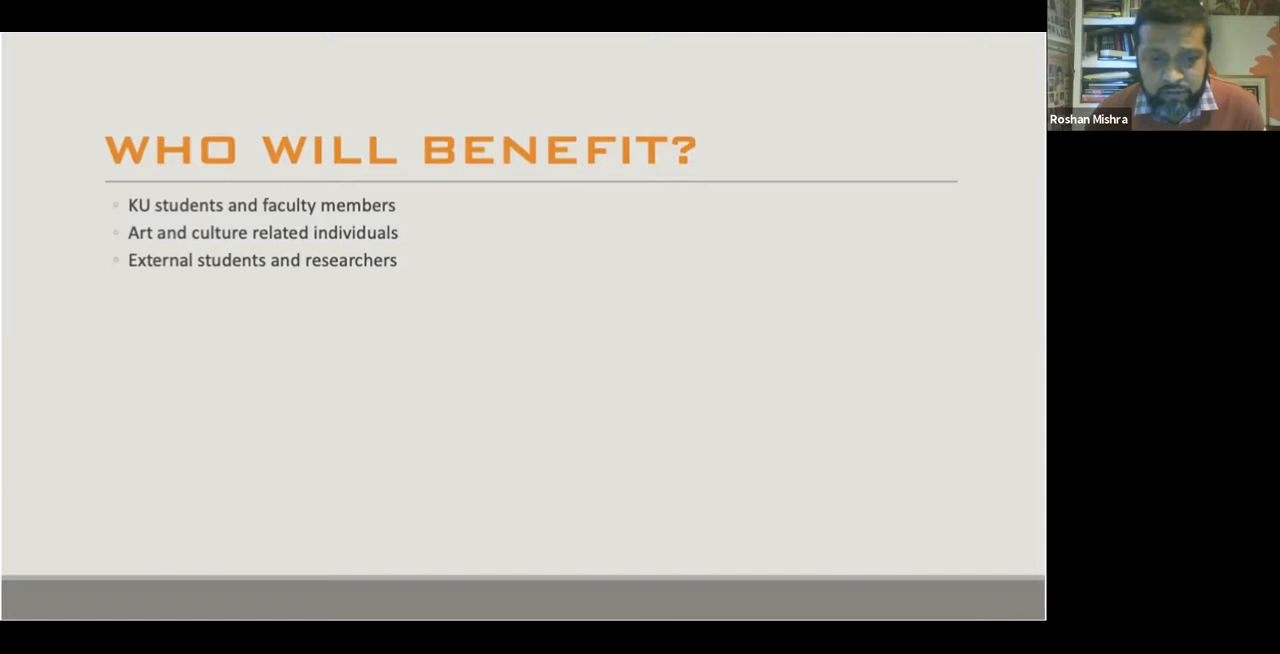 WHO WILL BENEFIT?
KU students and faculty members
Art and culture related individuals
External students and researchers
Roshan Mishra